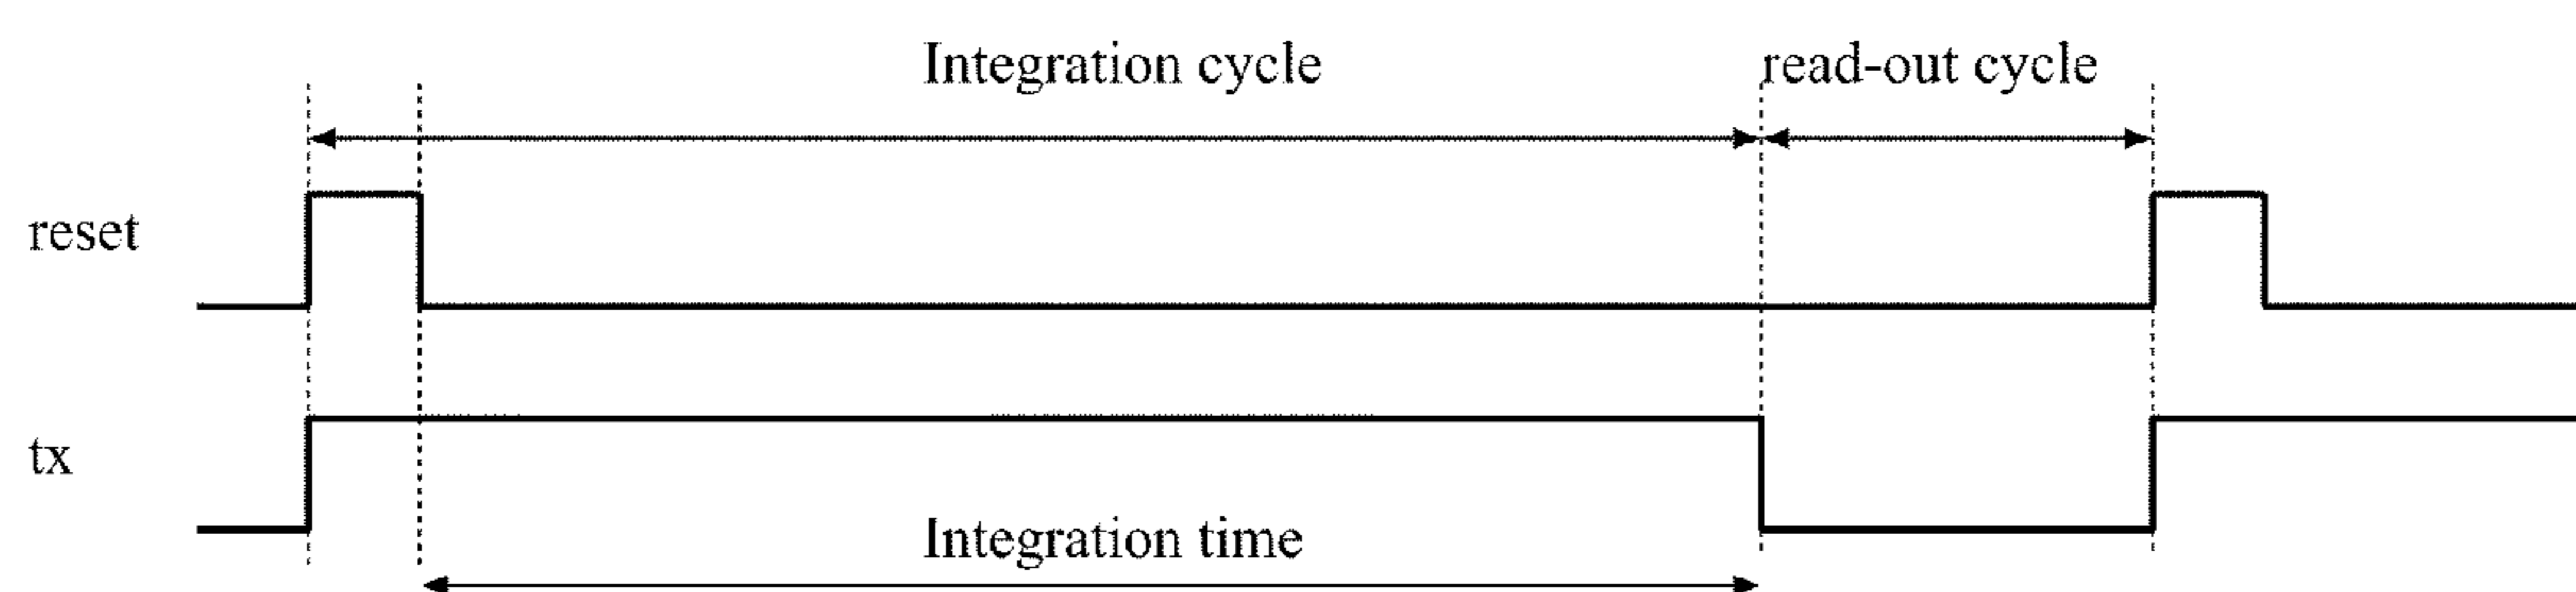 Integration cycle
read-out cycle
reset
tx
Integration time